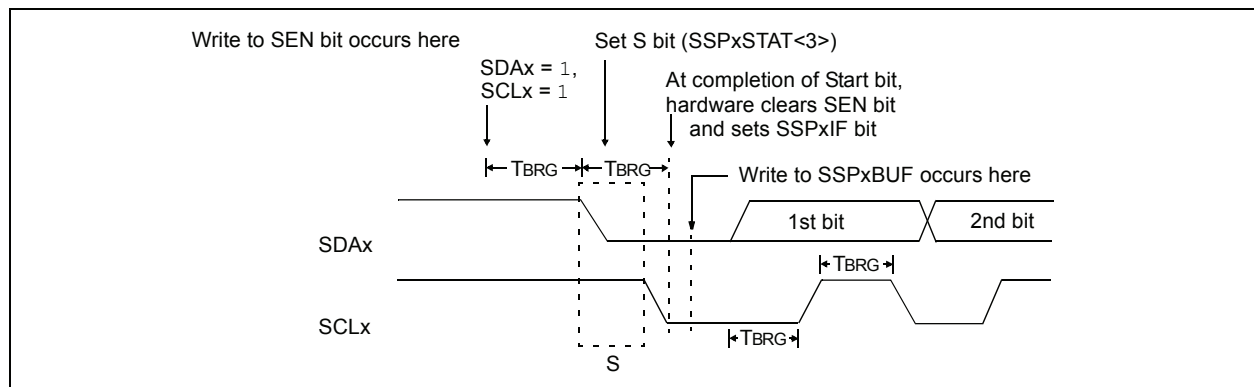 Write to SEN bit occurs here
Set S bit (SSPxSTAT<3>)
SDAx = 1,
SCLx = 1
At completion of Start bit,
hardware clears SEN bit
and sets SSPxIF bit
TBRG
TBRG
Write to SSPxBUF occurs here
SDAx
1st bit
2nd bit
TBRG
SCLx
TBRG
S